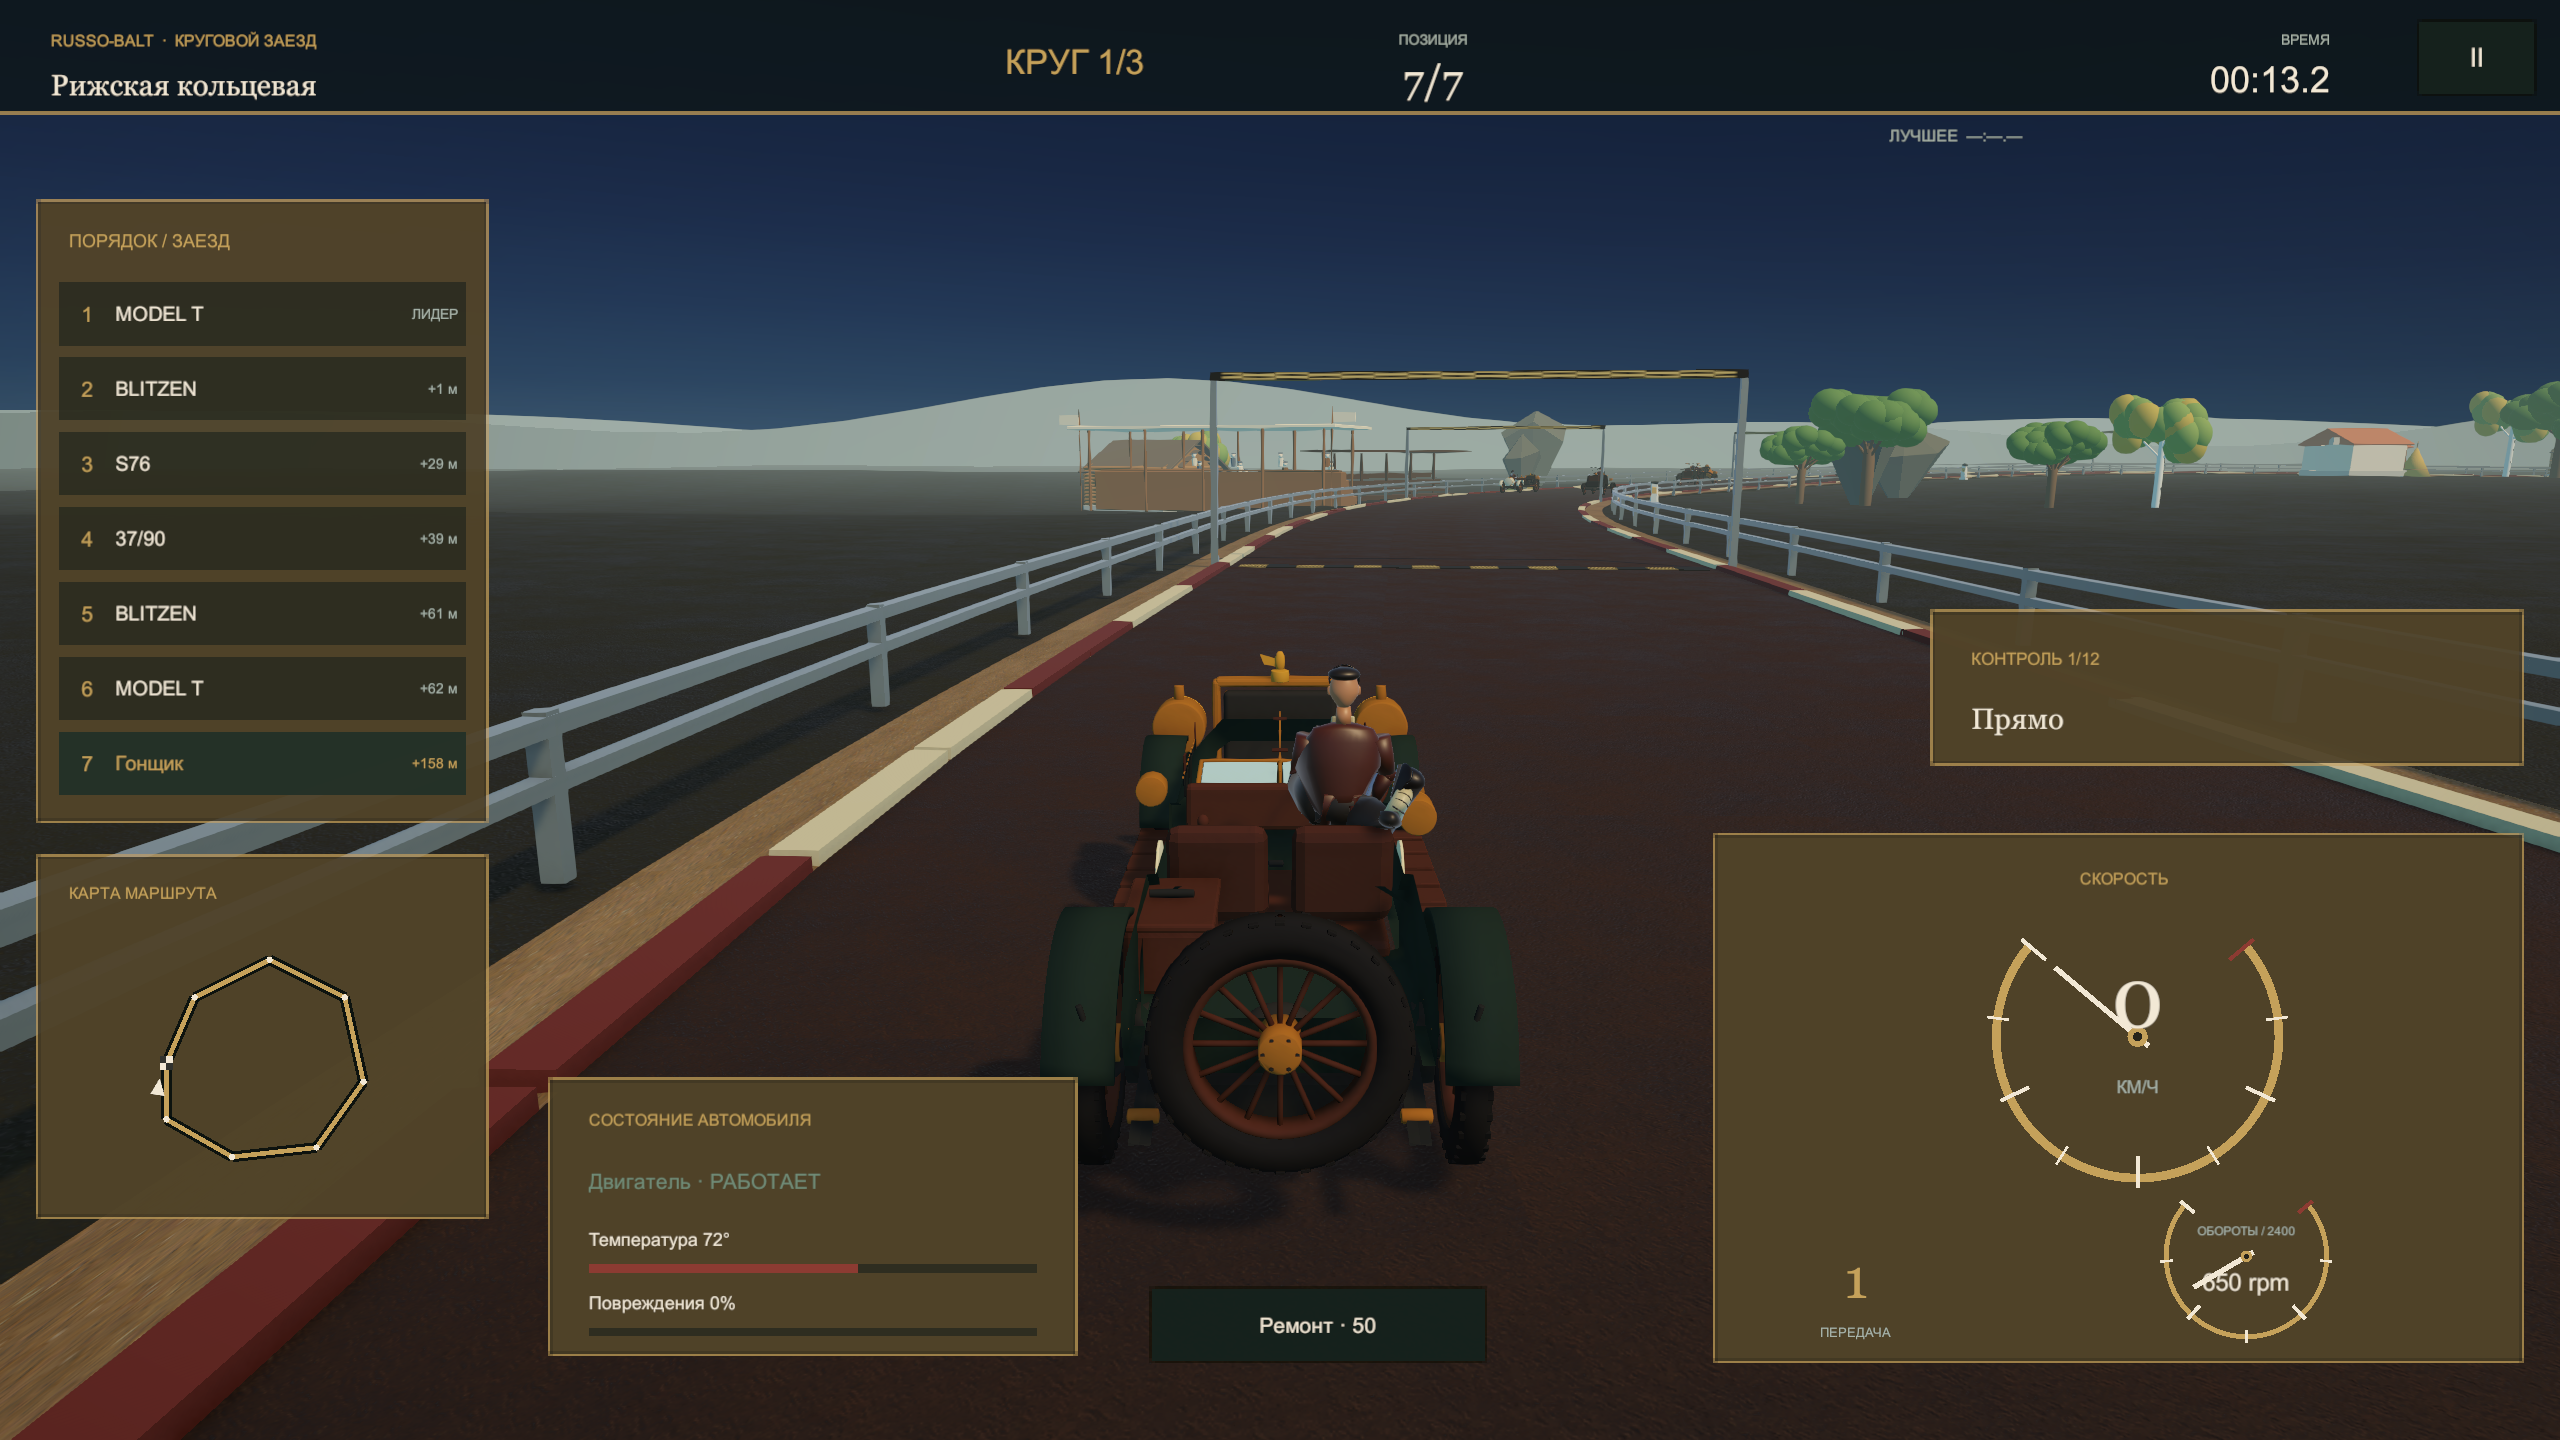 RUSSO-BALT · КРУГОВОЙ ЗАЕЗД
Рижская кольцевая
КРУГ 1/3
ПОЗИЦИЯ
7/7
ВРЕМЯ
00:13.2
II
ЛУЧШЕЕ —:—.—
ПОРЯДОК / ЗАЕЗД
1 MODEL T ЛИДЕР
2 BLITZEN +1 м
3 S76 +29 м
4 37/90 +39 м
5 BLITZEN +61 м
6 MODEL T +62 м
7 Гонщик +158 м
КАРТА МАРШРУТА
СОСТОЯНИЕ АВТОМОБИЛЯ
Двигатель · РАБОТАЕТ
Температура 72°
Повреждения 0%
Ремонт · 50
КОНТРОЛЬ 1/12
Прямо
СКОРОСТЬ
0
КМ/Ч
ОБОРОТЫ / 2400
650 rpm
1
ПЕРЕДАЧА